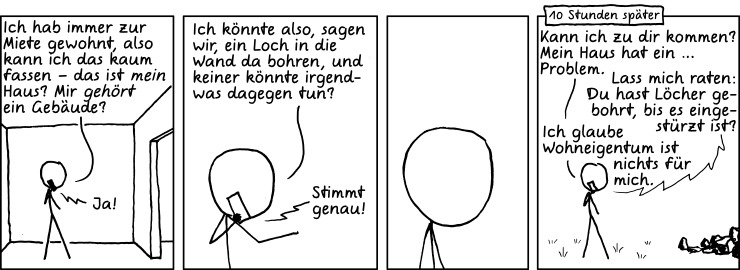 Ich hab immer zur
Miete gewohnt, also
kann ich das kaum
fassen – das ist mein
Haus? Mir gehört
ein Gebäude?
Ja!
Ich könnte also, sagen
wir, ein Loch in die
Wand da bohren, und
keiner könnte irgend-
was dagegen tun?
Stimmt
genau!
10 Stunden später
Kann ich zu dir kommen?
Mein Haus hat ein ...
Problem.
Lass mich raten:
Du hast Löcher ge-
bohrt, bis es einge-
stürzt ist?
Ich glaube
Wohneigentum ist
nichts für
mich.